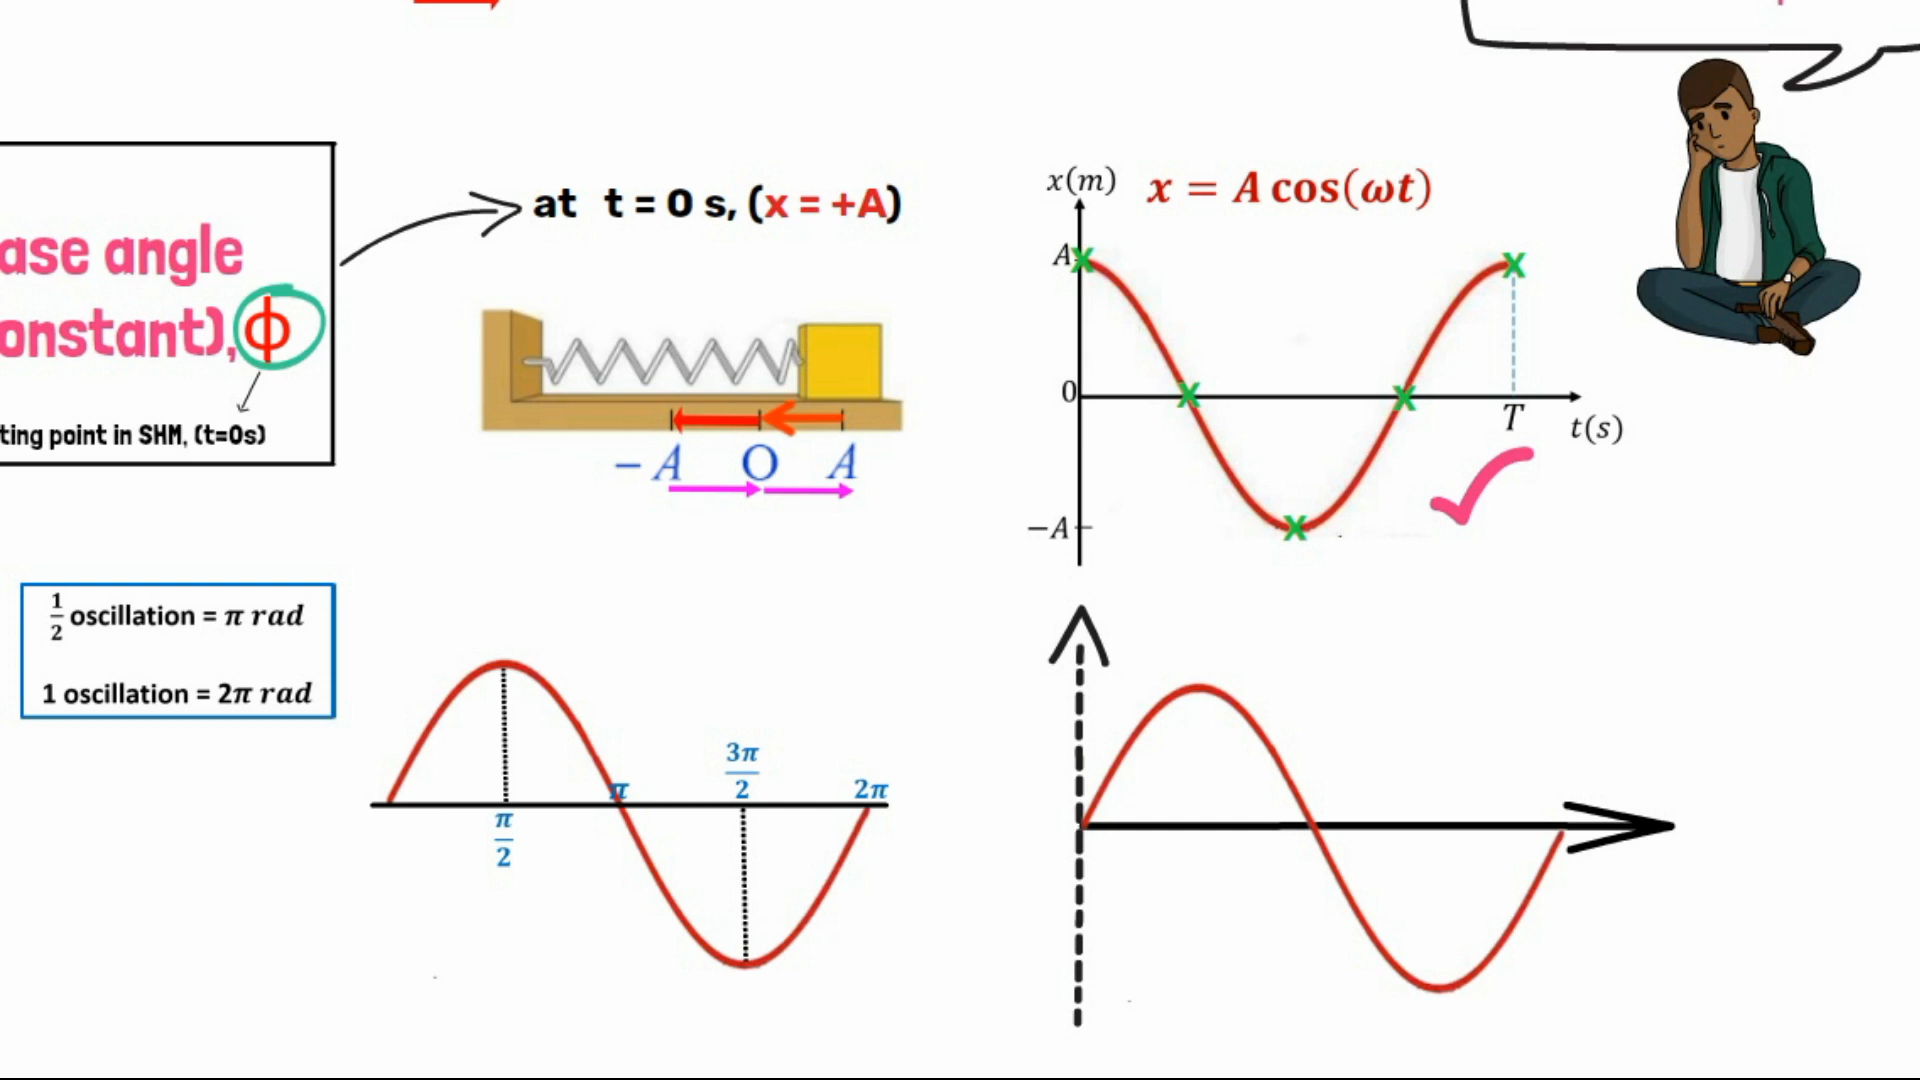 ase angle
onstant), ϕ
ting point in SHM, (t=0s)
at t = 0 s, (x = +A)
− A O A
x(m) x = A cos(ωt)
A
0
T
t(s)
−A
1/2 oscillation = π rad
1 oscillation = 2π rad
π/2
π
3π/2
2π